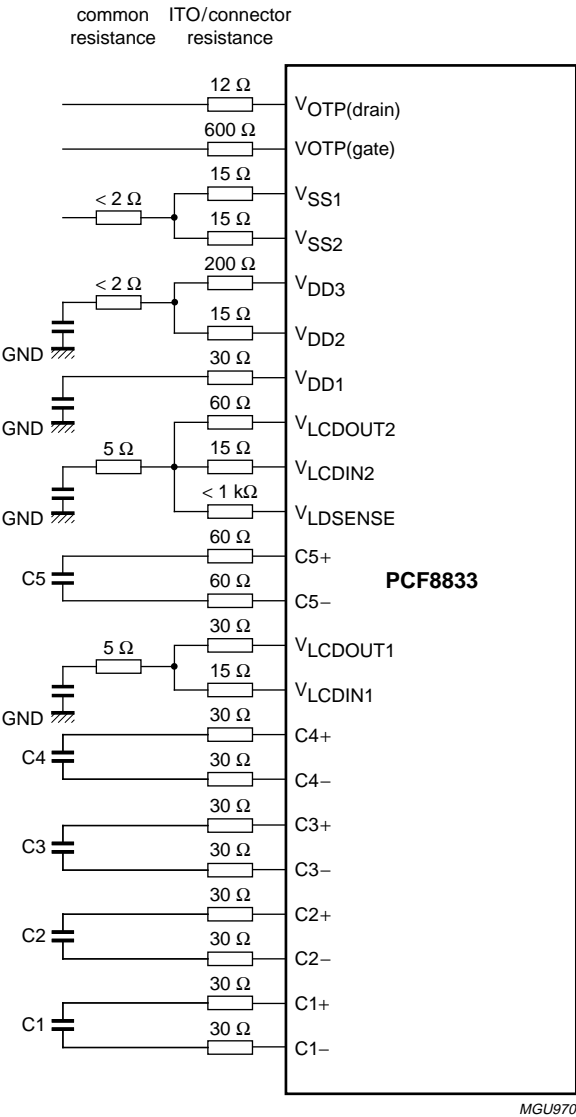 common ITO/connector
resistance resistance
12 Ω
VOTP(drain)
600 Ω
VOTP(gate)
15 Ω
VSS1
< 2 Ω
15 Ω
VSS2
200 Ω
VDD3
< 2 Ω
15 Ω
VDD2
GND
30 Ω
VDD1
GND
60 Ω
VLCDOUT2
5 Ω
15 Ω
VLCDIN2
< 1 kΩ
VLDSENSE
GND
60 Ω
C5+
C5
60 Ω
C5−
PCF8833
30 Ω
VLCDOUT1
5 Ω
15 Ω
VLCDIN1
GND
30 Ω
C4+
C4
30 Ω
C4−
30 Ω
C3+
C3
30 Ω
C3−
30 Ω
C2+
C2
30 Ω
C2−
30 Ω
C1+
C1
30 Ω
C1−
MGU970